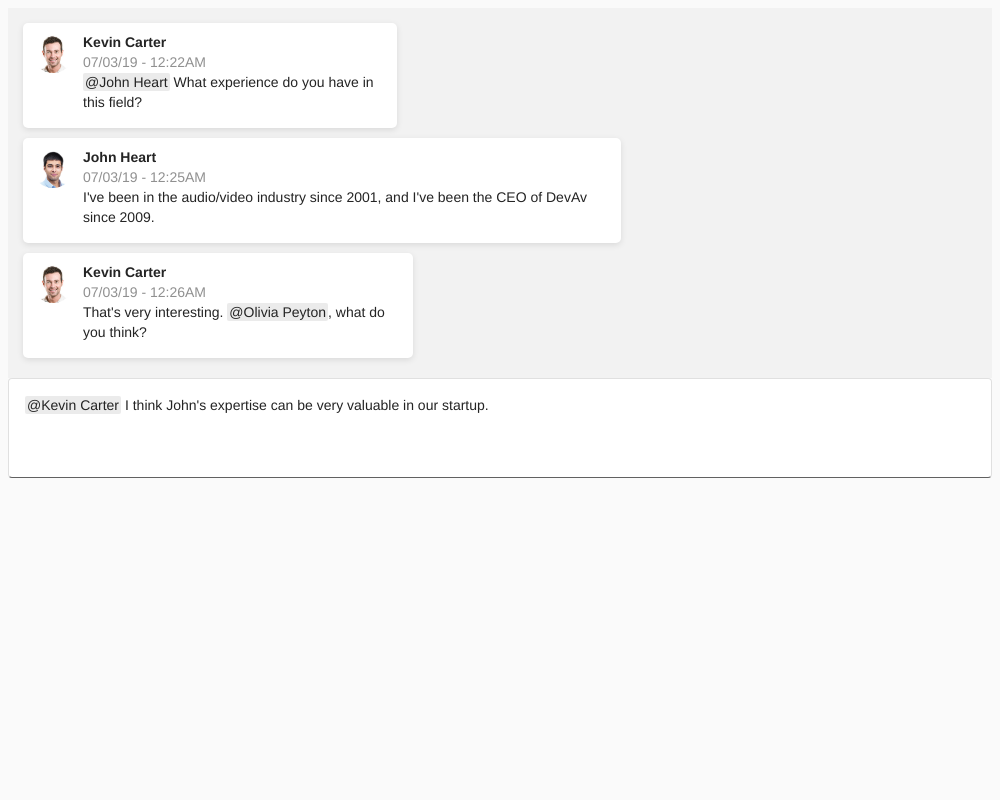 Kevin Carter
07/03/19 - 12:22AM
@John Heart What experience do you have in
this field?
John Heart
07/03/19 - 12:25AM
I've been in the audio/video industry since 2001, and I've been the CEO of DevAv
since 2009.
Kevin Carter
07/03/19 - 12:26AM
That's very interesting. @Olivia Peyton, what do
you think?
@Kevin Carter I think John's expertise can be very valuable in our startup.